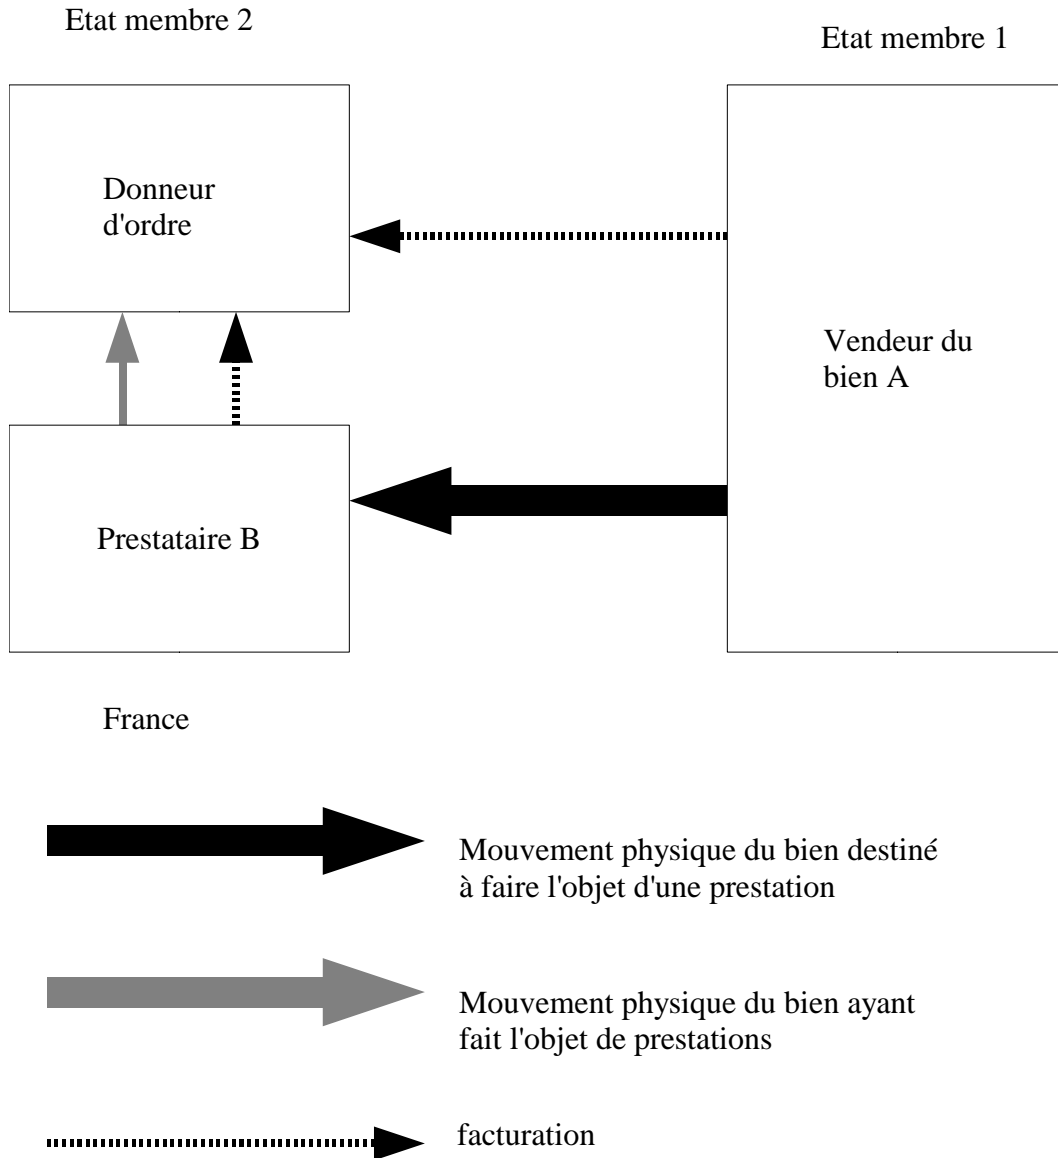 Etat membre 2
Etat membre 1
Donneur
d'ordre
Vendeur du
bien A
Prestataire B
France
Mouvement physique du bien destiné
à faire l'objet d'une prestation
Mouvement physique du bien ayant
fait l'objet de prestations
facturation